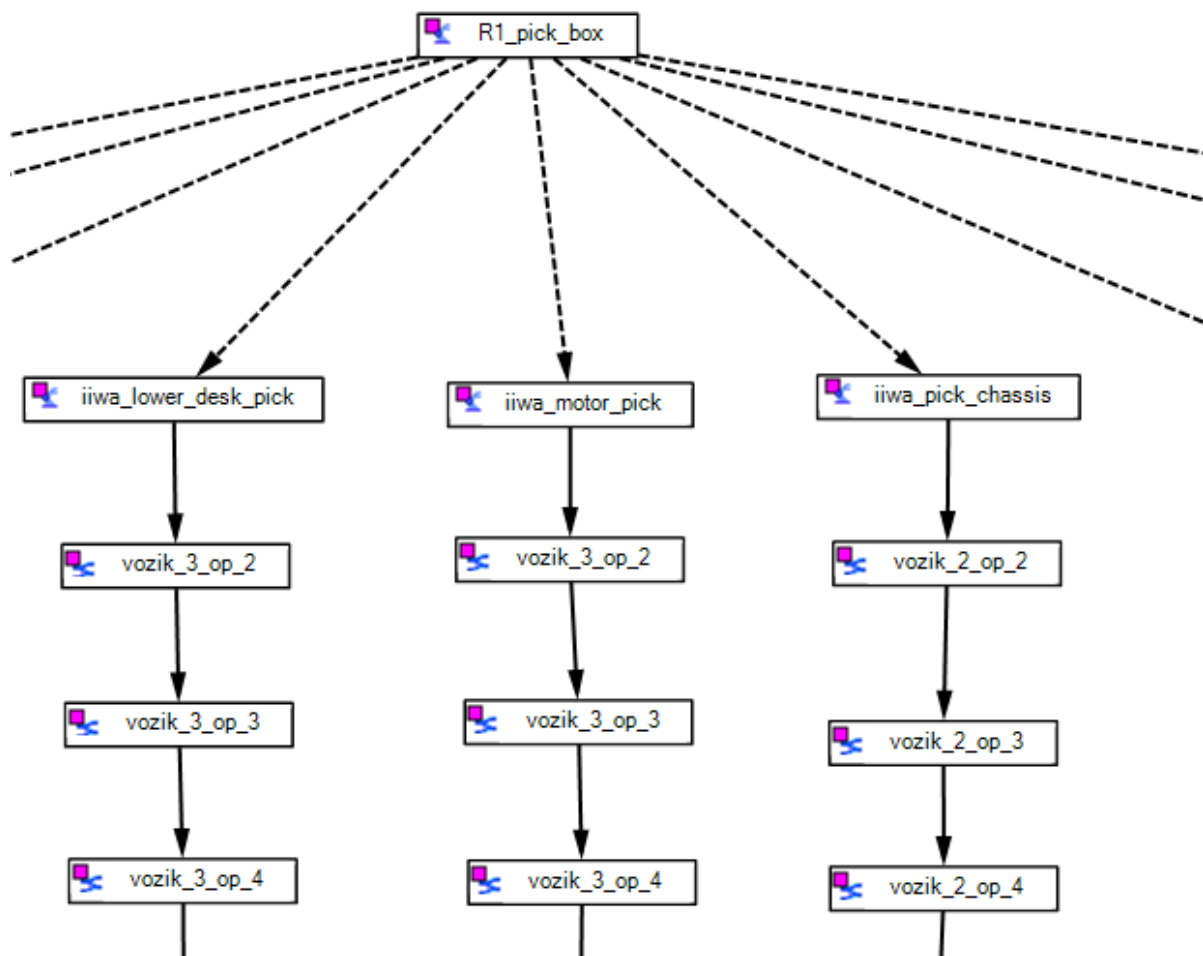 R1_pick_box
iiwa_lower_desk_pick
iiwa_motor_pick
iiwa_pick_chassis
vozik_3_op_2
vozik_3_op_2
vozik_2_op_2
vozik_3_op_3
vozik_3_op_3
vozik_2_op_3
vozik_3_op_4
vozik_3_op_4
vozik_2_op_4